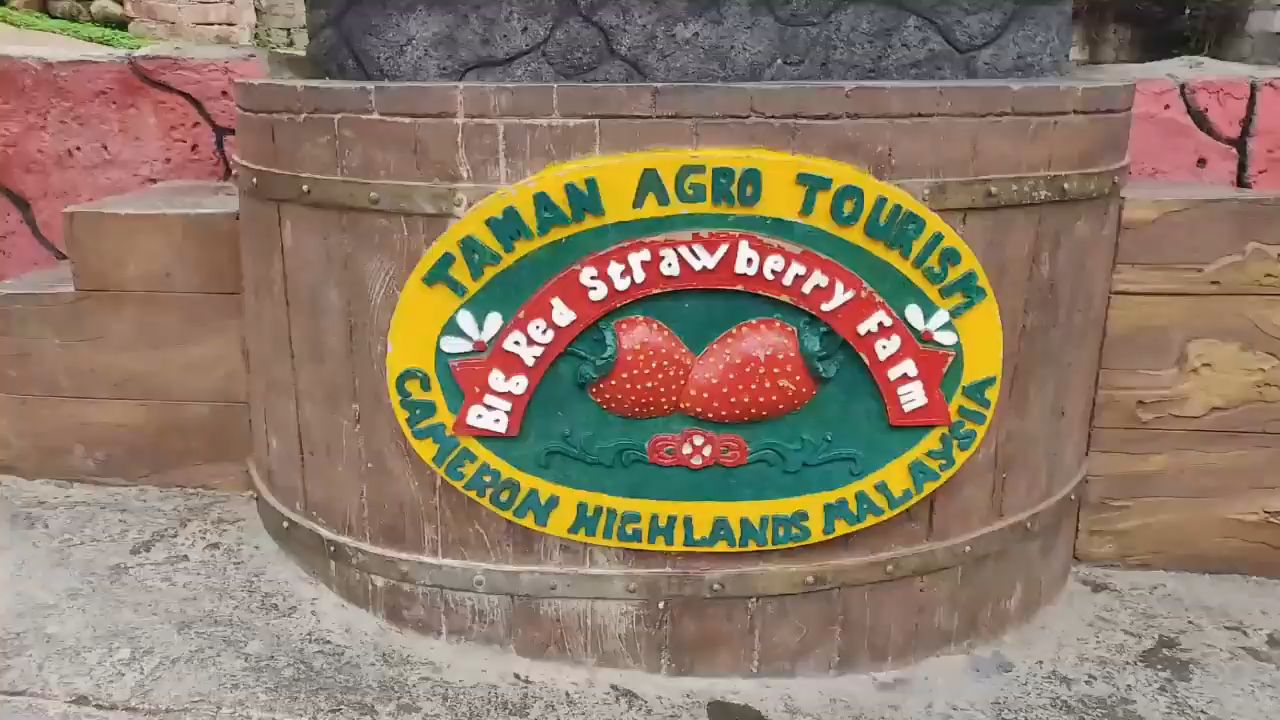 TAMAN AGRO TOURISM
Big Red Strawberry Farm
CAMERON HIGHLANDS MALAYSIA